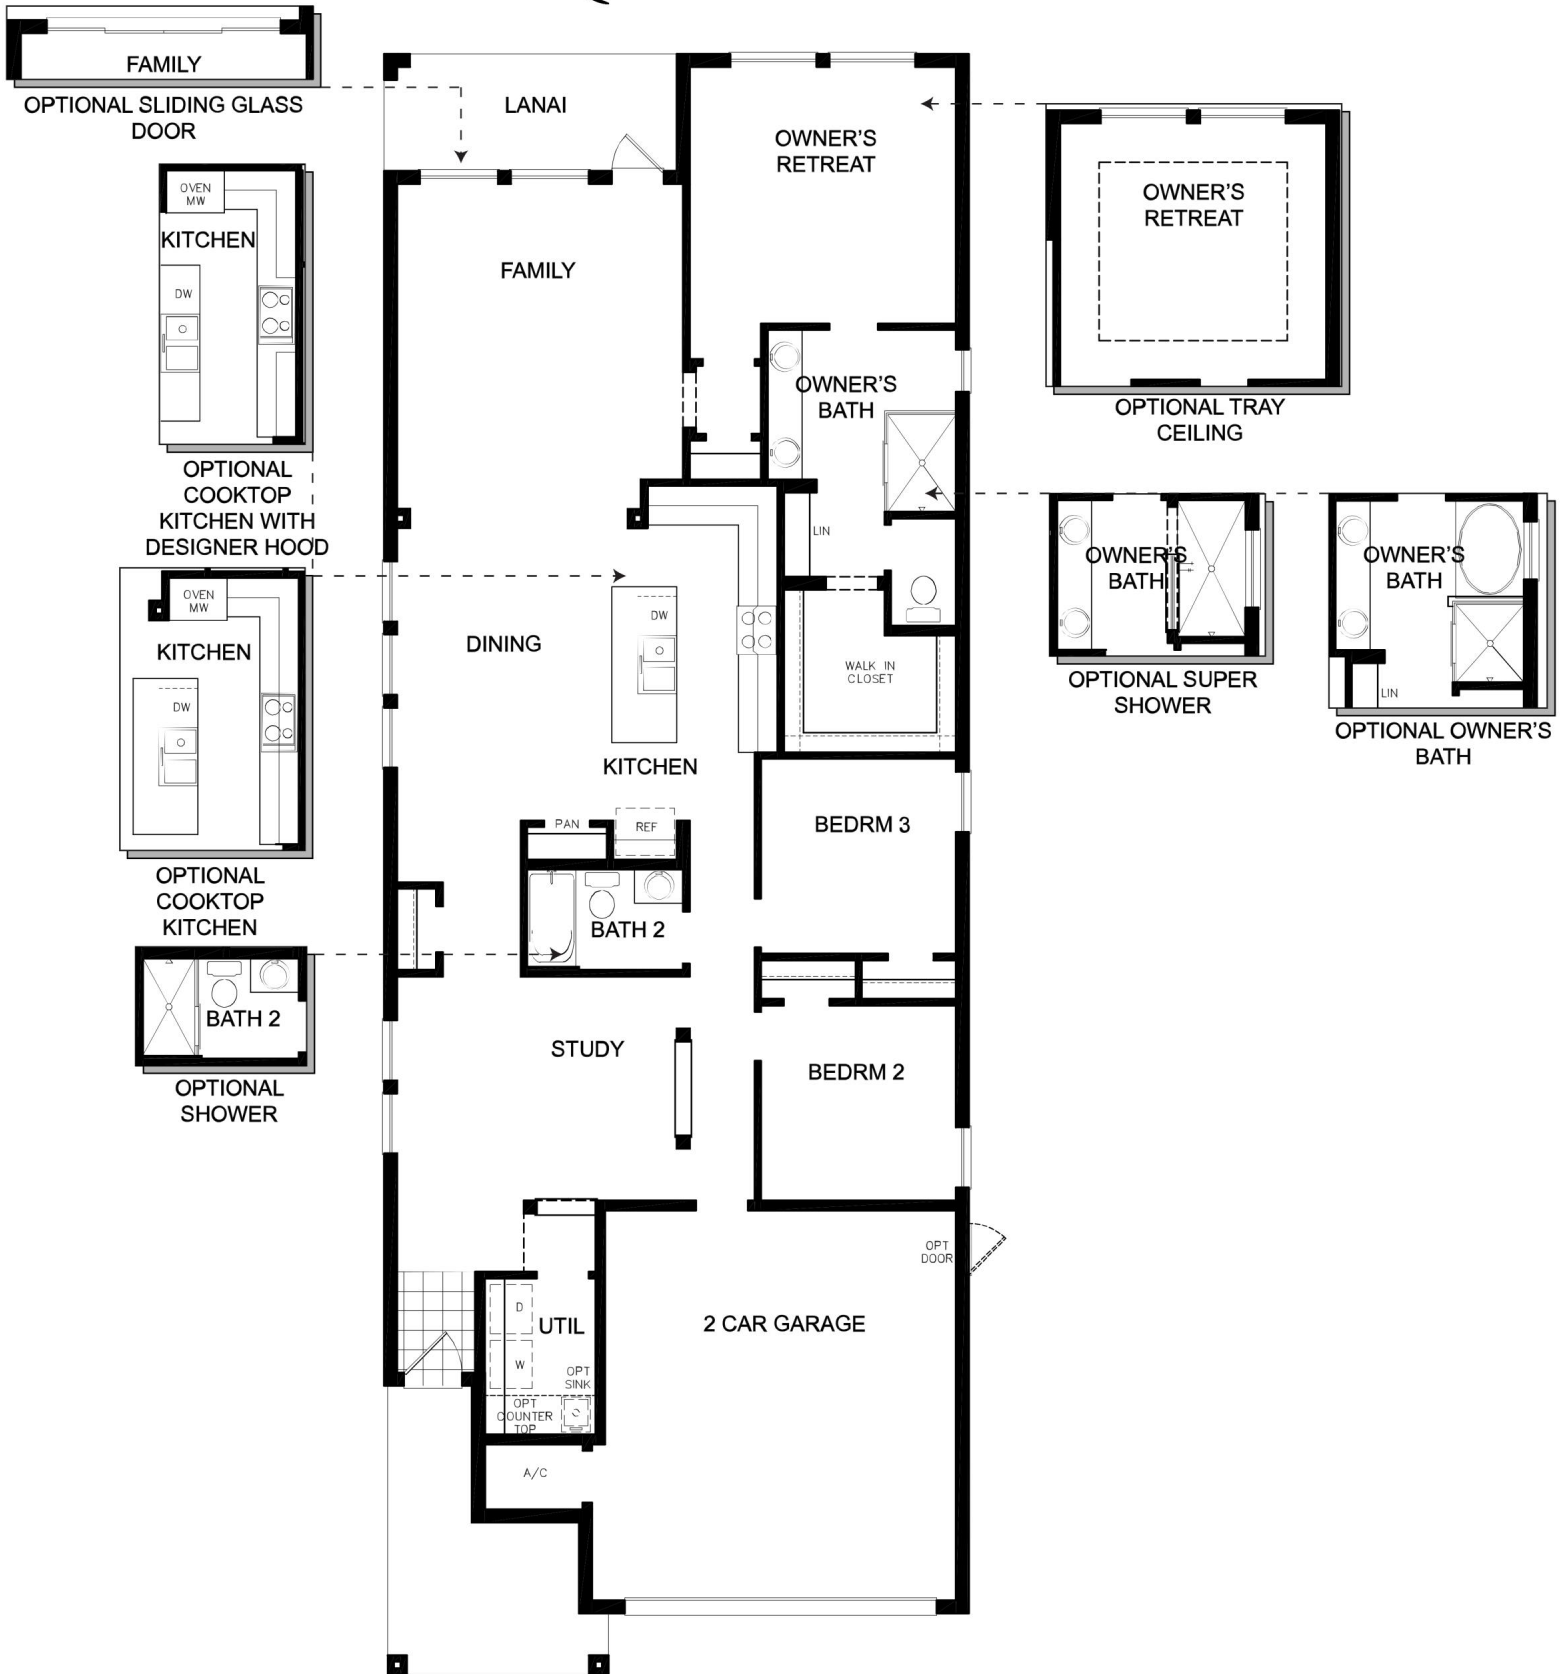 FAMILY
OPTIONAL SLIDING GLASS
DOOR
OVEN
MW
KITCHEN
DW
OPTIONAL
COOKTOP
KITCHEN WITH
DESIGNER HOOD
OVEN
MW
KITCHEN
DW
OPTIONAL
COOKTOP
KITCHEN
BATH 2
OPTIONAL
SHOWER
LANAI
OWNER'S
RETREAT
FAMILY
OWNER'S
BATH
LIN
DINING
DW
WALK IN
CLOSET
KITCHEN
PAN
REF
BEDRM 3
BATH 2
STUDY
BEDRM 2
OPT
DOOR
D
UTIL
W
OPT
SINK
OPT
COUNTER
TOP
2 CAR GARAGE
A/C
OWNER'S
RETREAT
OPTIONAL TRAY
CEILING
OWNER'S
BATH
OPTIONAL SUPER
SHOWER
OWNER'S
BATH
LIN
OPTIONAL OWNER'S
BATH